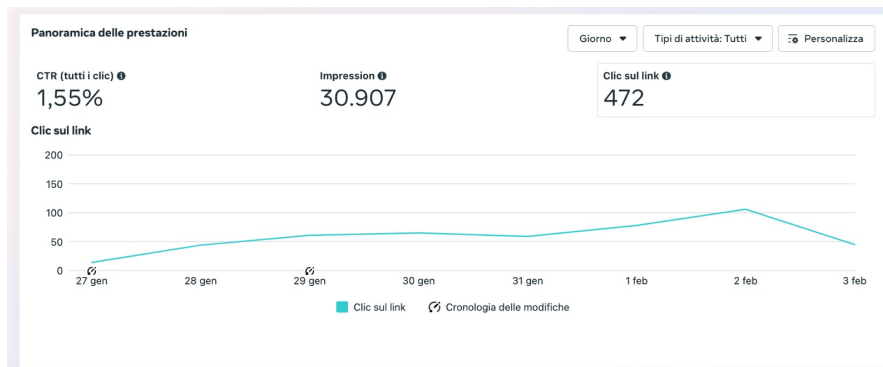 Panoramica delle prestazioni
Giorno
Tipi di attività: Tutti
Personalizza
CTR (tutti i clic)
1,55%
Impression
30.907
Clic sul link
472
Clic sul link
200
150
100
50
0
27 gen 28 gen 29 gen 30 gen 31 gen 1 feb 2 feb 3 feb
Clic sul link Cronologia delle modifiche